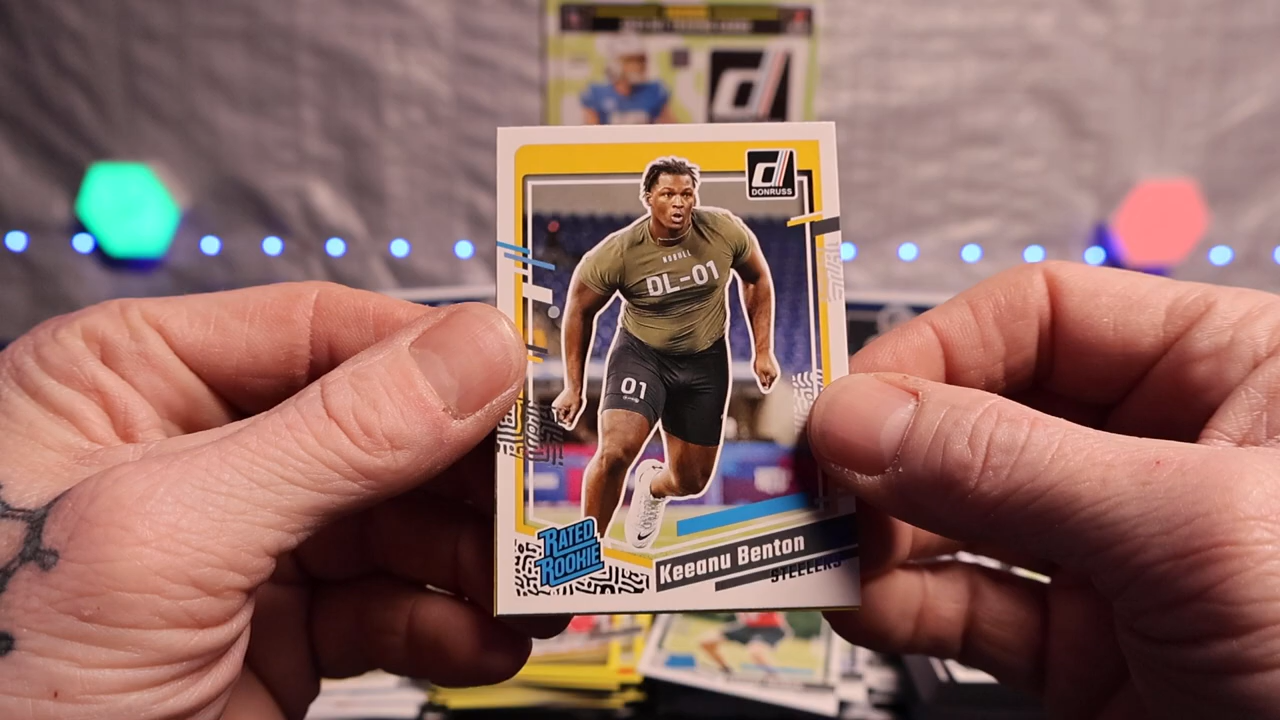 d
d
DONRUSS
DL-01
01
RATED
ROOKIE
Keeanu Benton
STEELERS